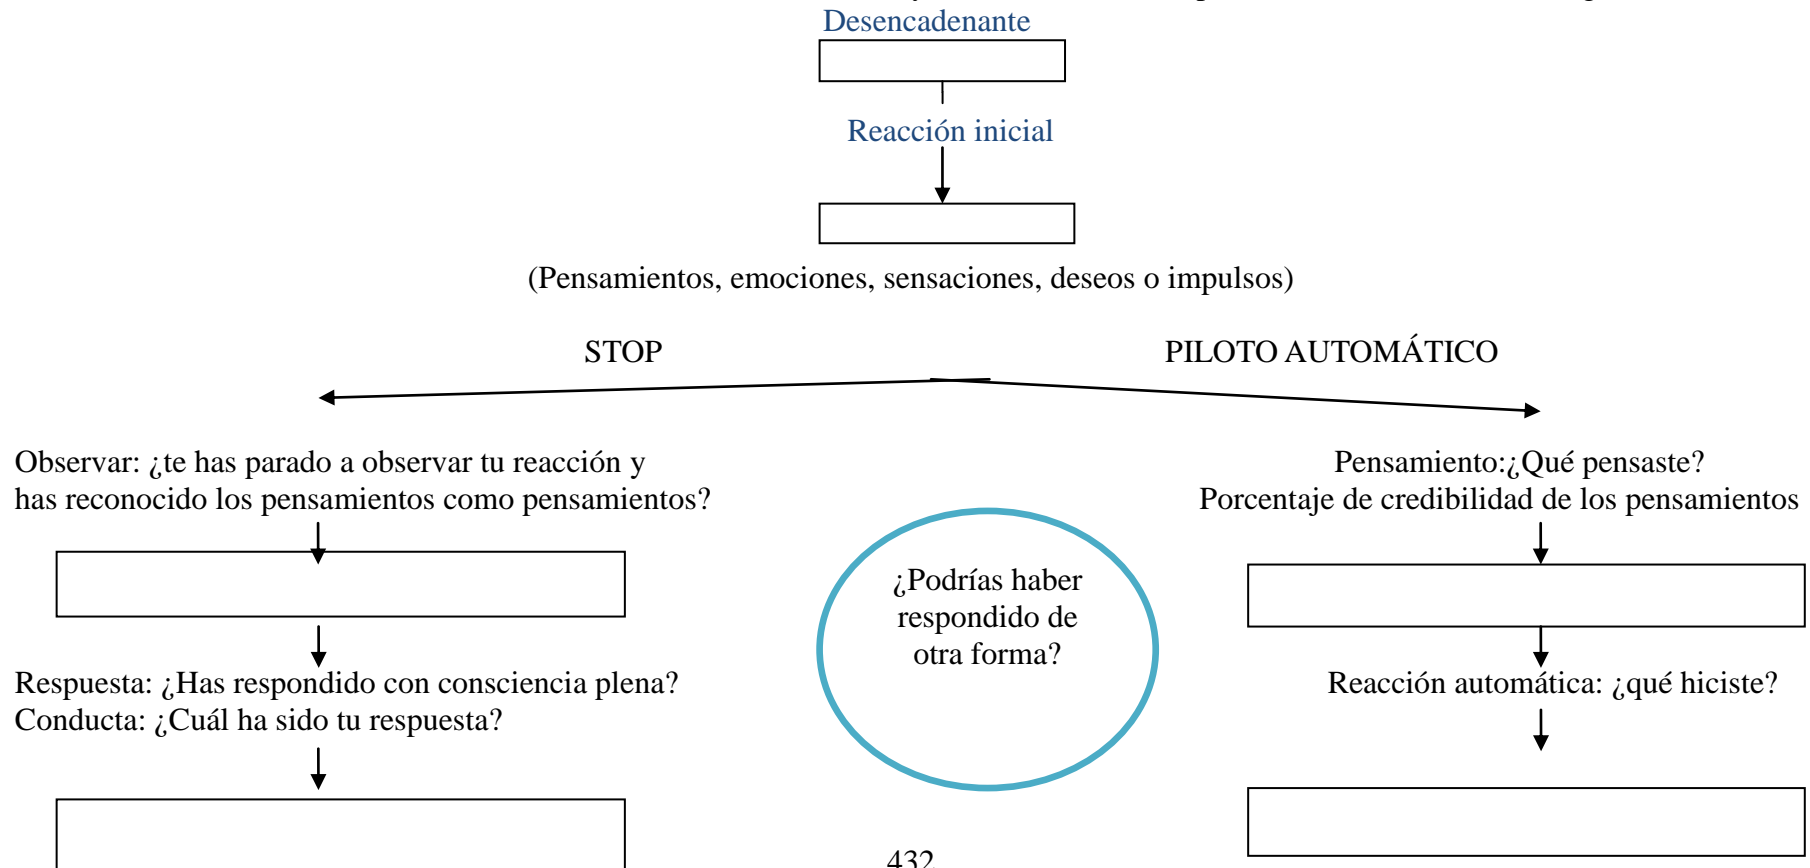 Desencadenante
Reacción inicial
(Pensamientos, emociones, sensaciones, deseos o impulsos)
STOP
PILOTO AUTOMÁTICO
Observar: ¿te has parado a observar tu reacción y
has reconocido los pensamientos como pensamientos?
Respuesta: ¿Has respondido con consciencia plena?
Conducta: ¿Cuál ha sido tu respuesta?
¿Podrías haber
respondido de
otra forma?
Pensamiento:¿Qué pensaste?
Porcentaje de credibilidad de los pensamientos
Reacción automática: ¿qué hiciste?
432